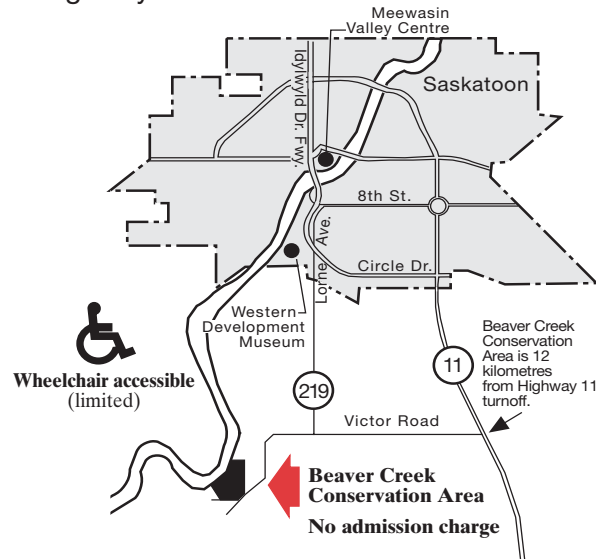 Meewasin
Valley Centre
Idylwyld Dr. Fwy.
Saskatoon
8th St.
Lorne Ave.
Circle Dr.
Western
Development
Museum
Wheelchair accessible
(limited)
219
11
Beaver Creek
Conservation
Area is 12
kilometres
from Highway 11
turnoff.
Victor Road
Beaver Creek
Conservation Area
No admission charge